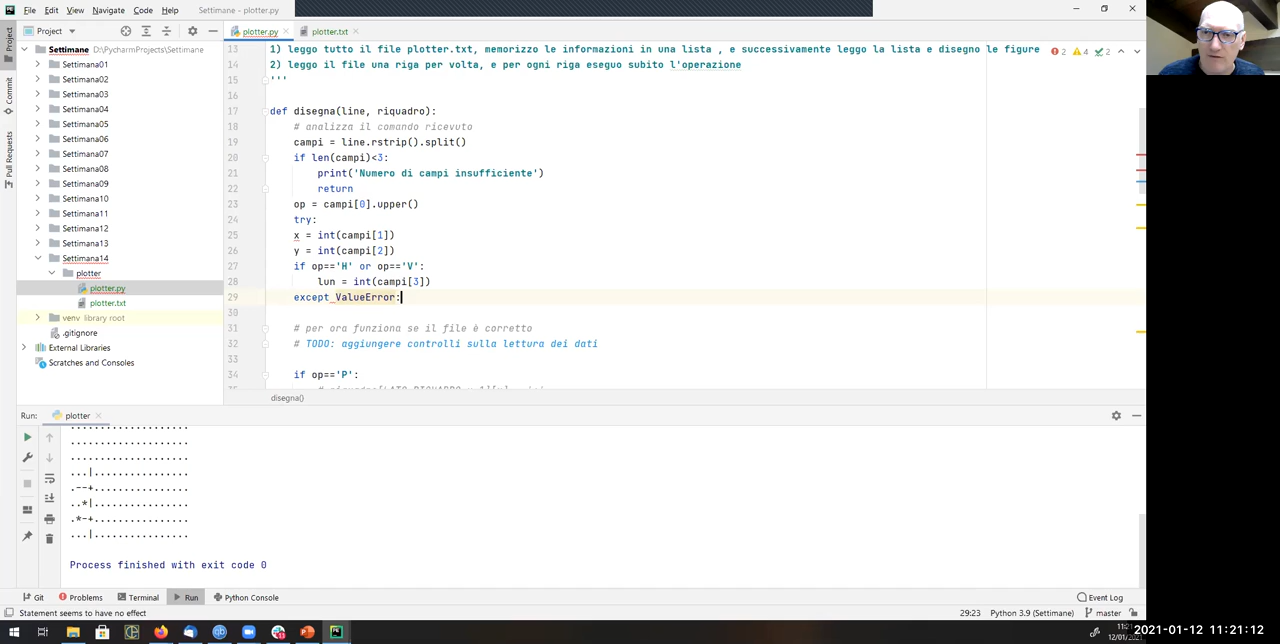 File Edit View Navigate Code Help Settimane - plotter.py
Project
Commit
Pull Requests
Project
Settimane D:\PycharmProjects\Settimane
Settimana01
Settimana02
Settimana03
Settimana04
Settimana05
Settimana06
Settimana07
Settimana08
Settimana09
Settimana10
Settimana11
Settimana12
Settimana13
Settimana14
plotter
plotter.py
plotter.txt
venv library root
.gitignore
External Libraries
Scratches and Consoles
plotter.py plotter.txt
2 4 2
13 1) leggo tutto il file plotter.txt, memorizzo le informazioni in una lista , e successivamente leggo la lista e disegno le figure
14 2) leggo il file una riga per volta, e per ogni riga eseguo subito l'operazione
15 '''
16
17 def disegna(line, riquadro):
18 # analizza il comando ricevuto
19 campi = line.rstrip().split()
20 if len(campi)<3:
21 print('Numero di campi insufficiente')
22 return
23 op = campi[0].upper()
24 try:
25 x = int(campi[1])
26 y = int(campi[2])
27 if op=='H' or op=='V':
28 lun = int(campi[3])
29 except ValueError:
30
31 # per ora funziona se il file è corretto
32 # TODO: aggiungere controlli sulla lettura dei dati
33
34 if op=='P':
disegna()
Run: plotter
....................
....................
....................
...|................
.--+................
..*|................
.*-+................
...|................
Process finished with exit code 0
Git Problems Terminal Run Python Console Event Log
Statement seems to have no effect 29:23 Python 3.9 (Settimane) master
2021-01-12 11:21:12